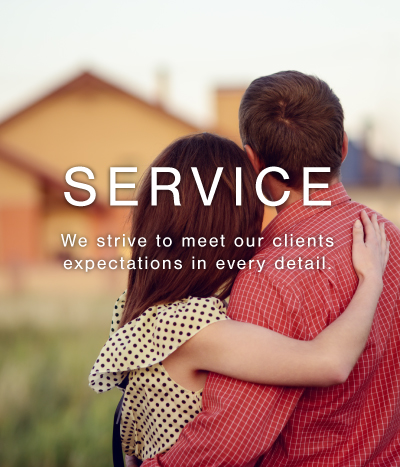 SERVICE
We strive to meet our clients
expectations in every detail.